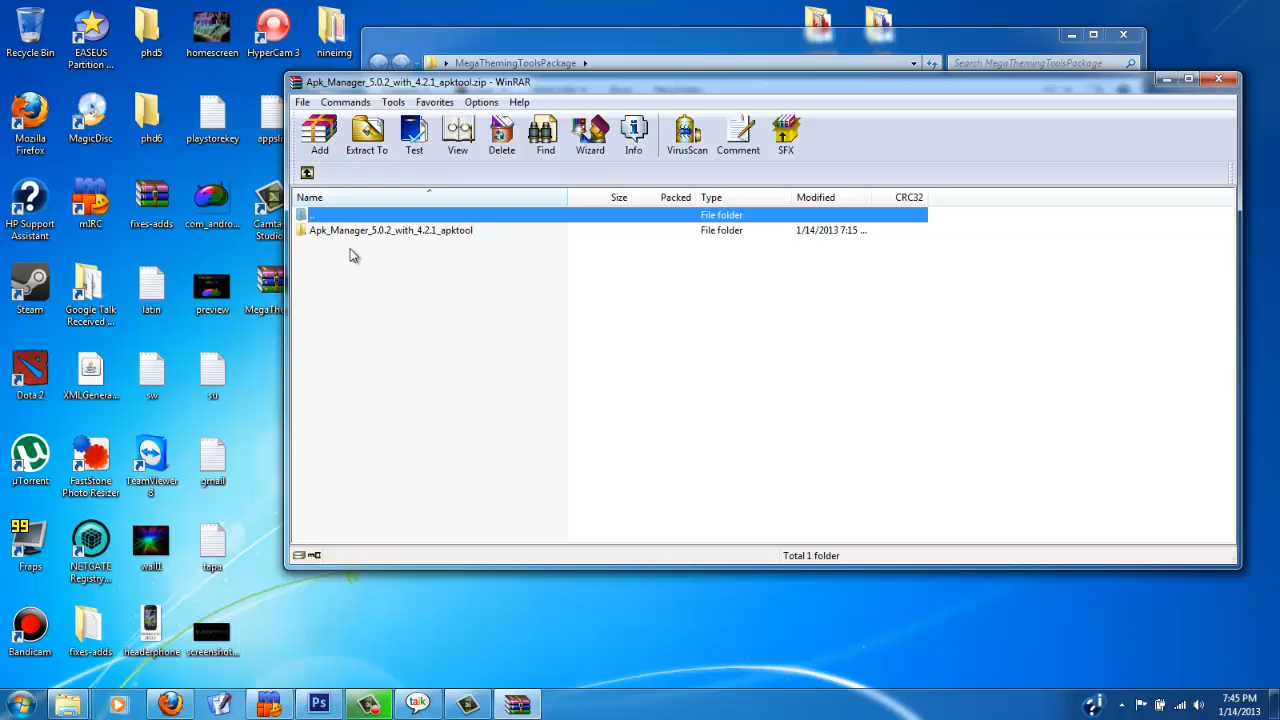 Recycle Bin
EASEUS
Partition ...
phd5
homescreen
HyperCam 3
nineimg
Mozilla
Firefox
MagicDisc
phd6
playstorekey
HP Support
Assistant
mIRC
fixes-adds
com_andro...
Steam
Google Talk
Received ...
latin
preview
Dota 2
XMLGenera...
sw
su
µTorrent
FastStone
Photo Resizer
TeamViewer
8
gmail
99
Fraps
NETGATE
Registry...
wall1
tapa
Bandicam
fixes-adds
headerphone
screenshot...
MegaThemingToolsPackage
Search MegaThemingToolsPackage
Apk_Manager_5.0.2_with_4.2.1_apktool.zip - WinRAR
File Commands Tools Favorites Options Help
Add Extract To Test View Delete Find Wizard Info VirusScan Comment SFX
Name Size Packed Type Modified CRC32
.. File folder
Apk_Manager_5.0.2_with_4.2.1_apktool File folder 1/14/2013 7:15 ...
Total 1 folder
Ps
talk
7:45 PM
1/14/2013